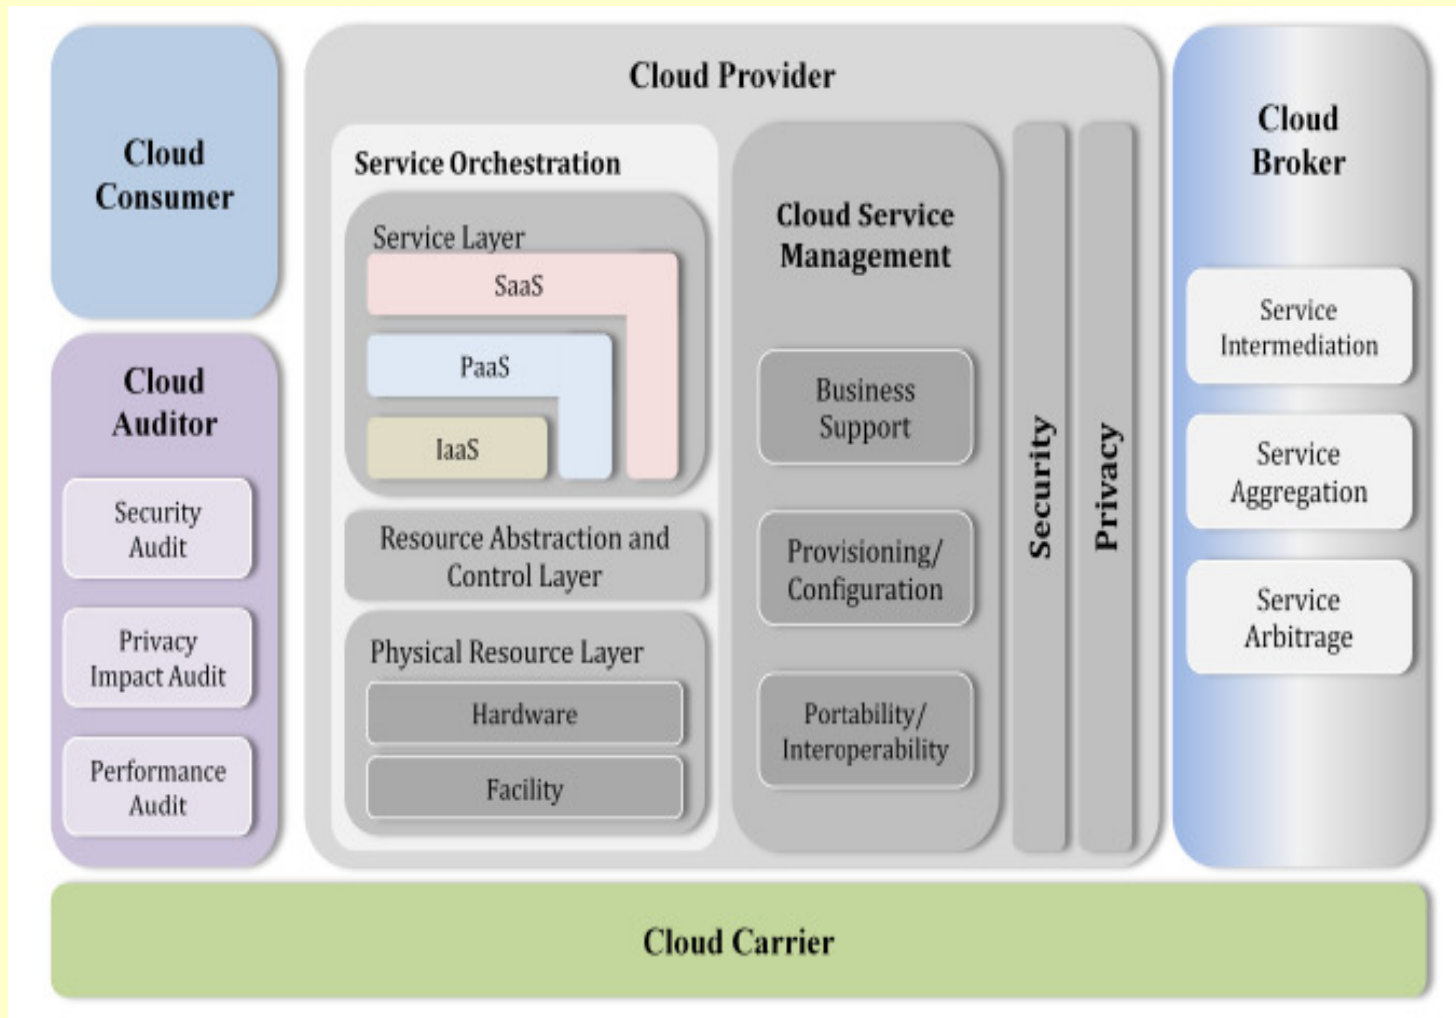 Cloud
Consumer
Cloud
Auditor
Security
Audit
Privacy
Impact Audit
Performance
Audit
Cloud Provider
Service Orchestration
Service Layer
SaaS
PaaS
IaaS
Resource Abstraction and
Control Layer
Physical Resource Layer
Hardware
Facility
Cloud Service
Management
Business
Support
Provisioning/
Configuration
Portability/
Interoperability
Security
Privacy
Cloud
Broker
Service
Intermediation
Service
Aggregation
Service
Arbitrage
Cloud Carrier